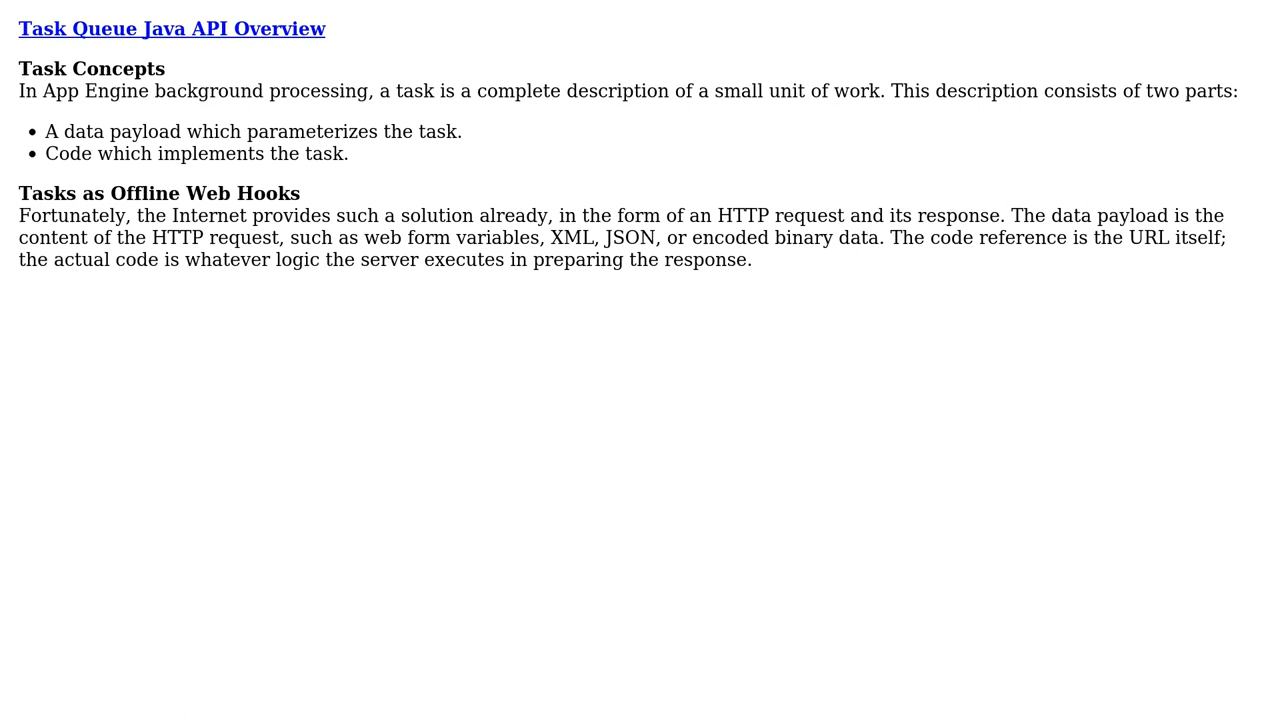 Task Queue Java API Overview
Task Concepts
In App Engine background processing, a task is a complete description of a small unit of work. This description consists of two parts:
• A data payload which parameterizes the task.
• Code which implements the task.
Tasks as Offline Web Hooks
Fortunately, the Internet provides such a solution already, in the form of an HTTP request and its response. The data payload is the
content of the HTTP request, such as web form variables, XML, JSON, or encoded binary data. The code reference is the URL itself;
the actual code is whatever logic the server executes in preparing the response.